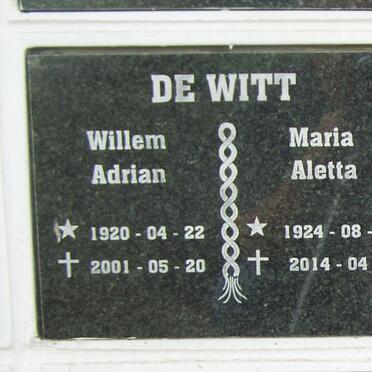 DE WITT
Willem Maria
Adrian Aletta
1920 - 04 - 22 1924 - 08 -
2001 - 05 - 20 2014 - 04